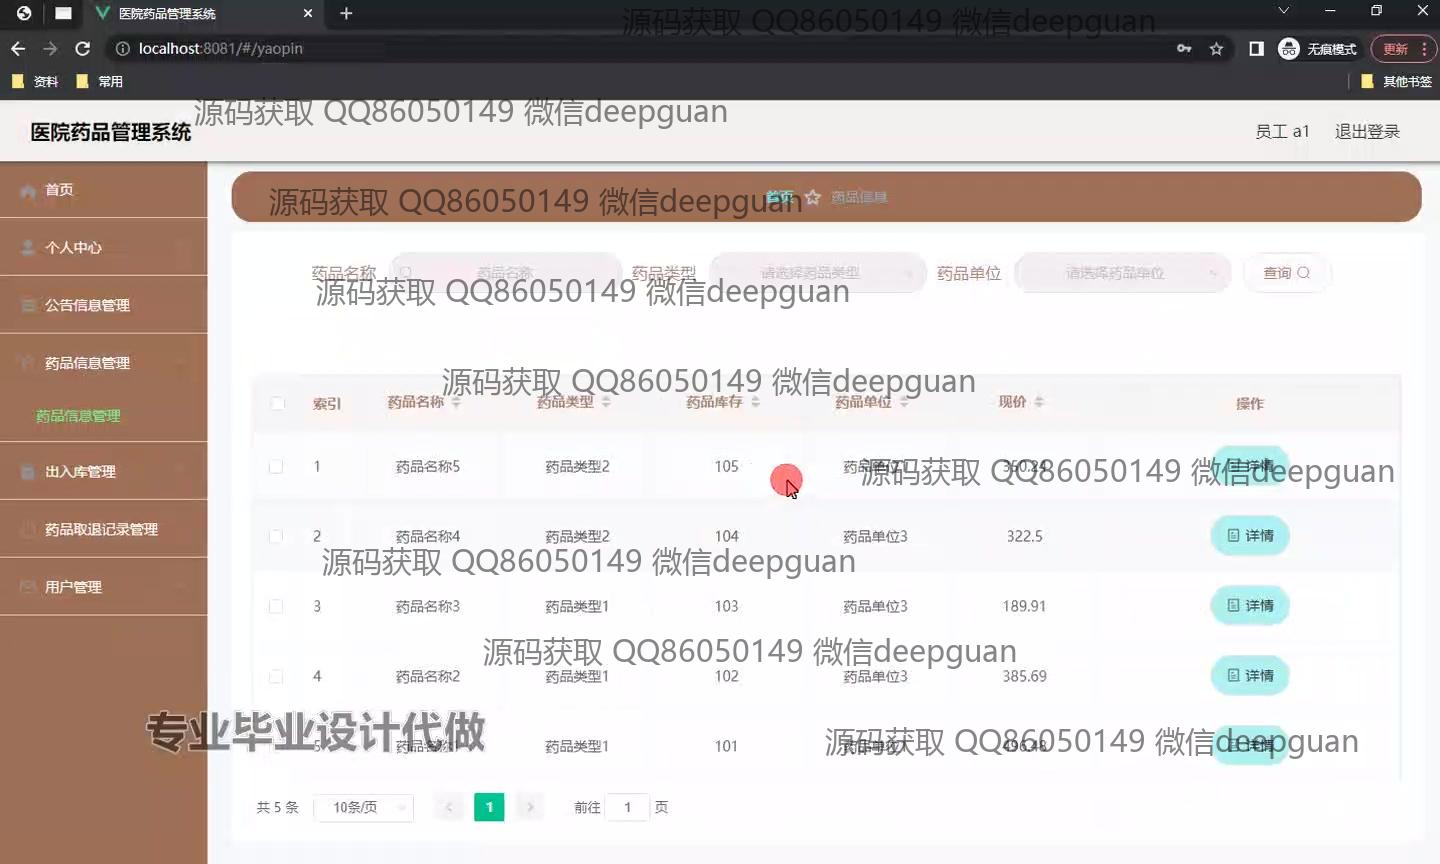 医院药品管理系统
localhost:8081/#/yaopin
无痕模式
更新
资料
常用
其他书签
源码获取 QQ86050149 微信deepguan
源码获取 QQ86050149 微信deepguan
医院药品管理系统
员工 a1
退出登录
首页
个人中心
公告信息管理
药品信息管理
药品信息管理
出入库管理
药品取退记录管理
用户管理
源码获取 QQ86050149 微信deepguan
首页 药品信息
药品名称 药品名称 药品类型 请选择药品类型 药品单位 请选择药品单位 查询
源码获取 QQ86050149 微信deepguan
源码获取 QQ86050149 微信deepguan
索引 药品名称 药品类型 药品库存 药品单位 现价 操作
1 药品名称5 药品类型2 105 详情
源码获取 QQ86050149 微信deepguan
2 药品名称4 药品类型2 104 药品单位3 322.5 详情
源码获取 QQ86050149 微信deepguan
3 药品名称3 药品类型1 103 药品单位3 189.91 详情
源码获取 QQ86050149 微信deepguan
4 药品名称2 药品类型1 102 药品单位3 385.69 详情
专业毕业设计代做
5 药品名称1 药品类型1 101 496.48 详情
源码获取 QQ86050149 微信deepguan
共 5 条 10条/页 1 前往 1 页